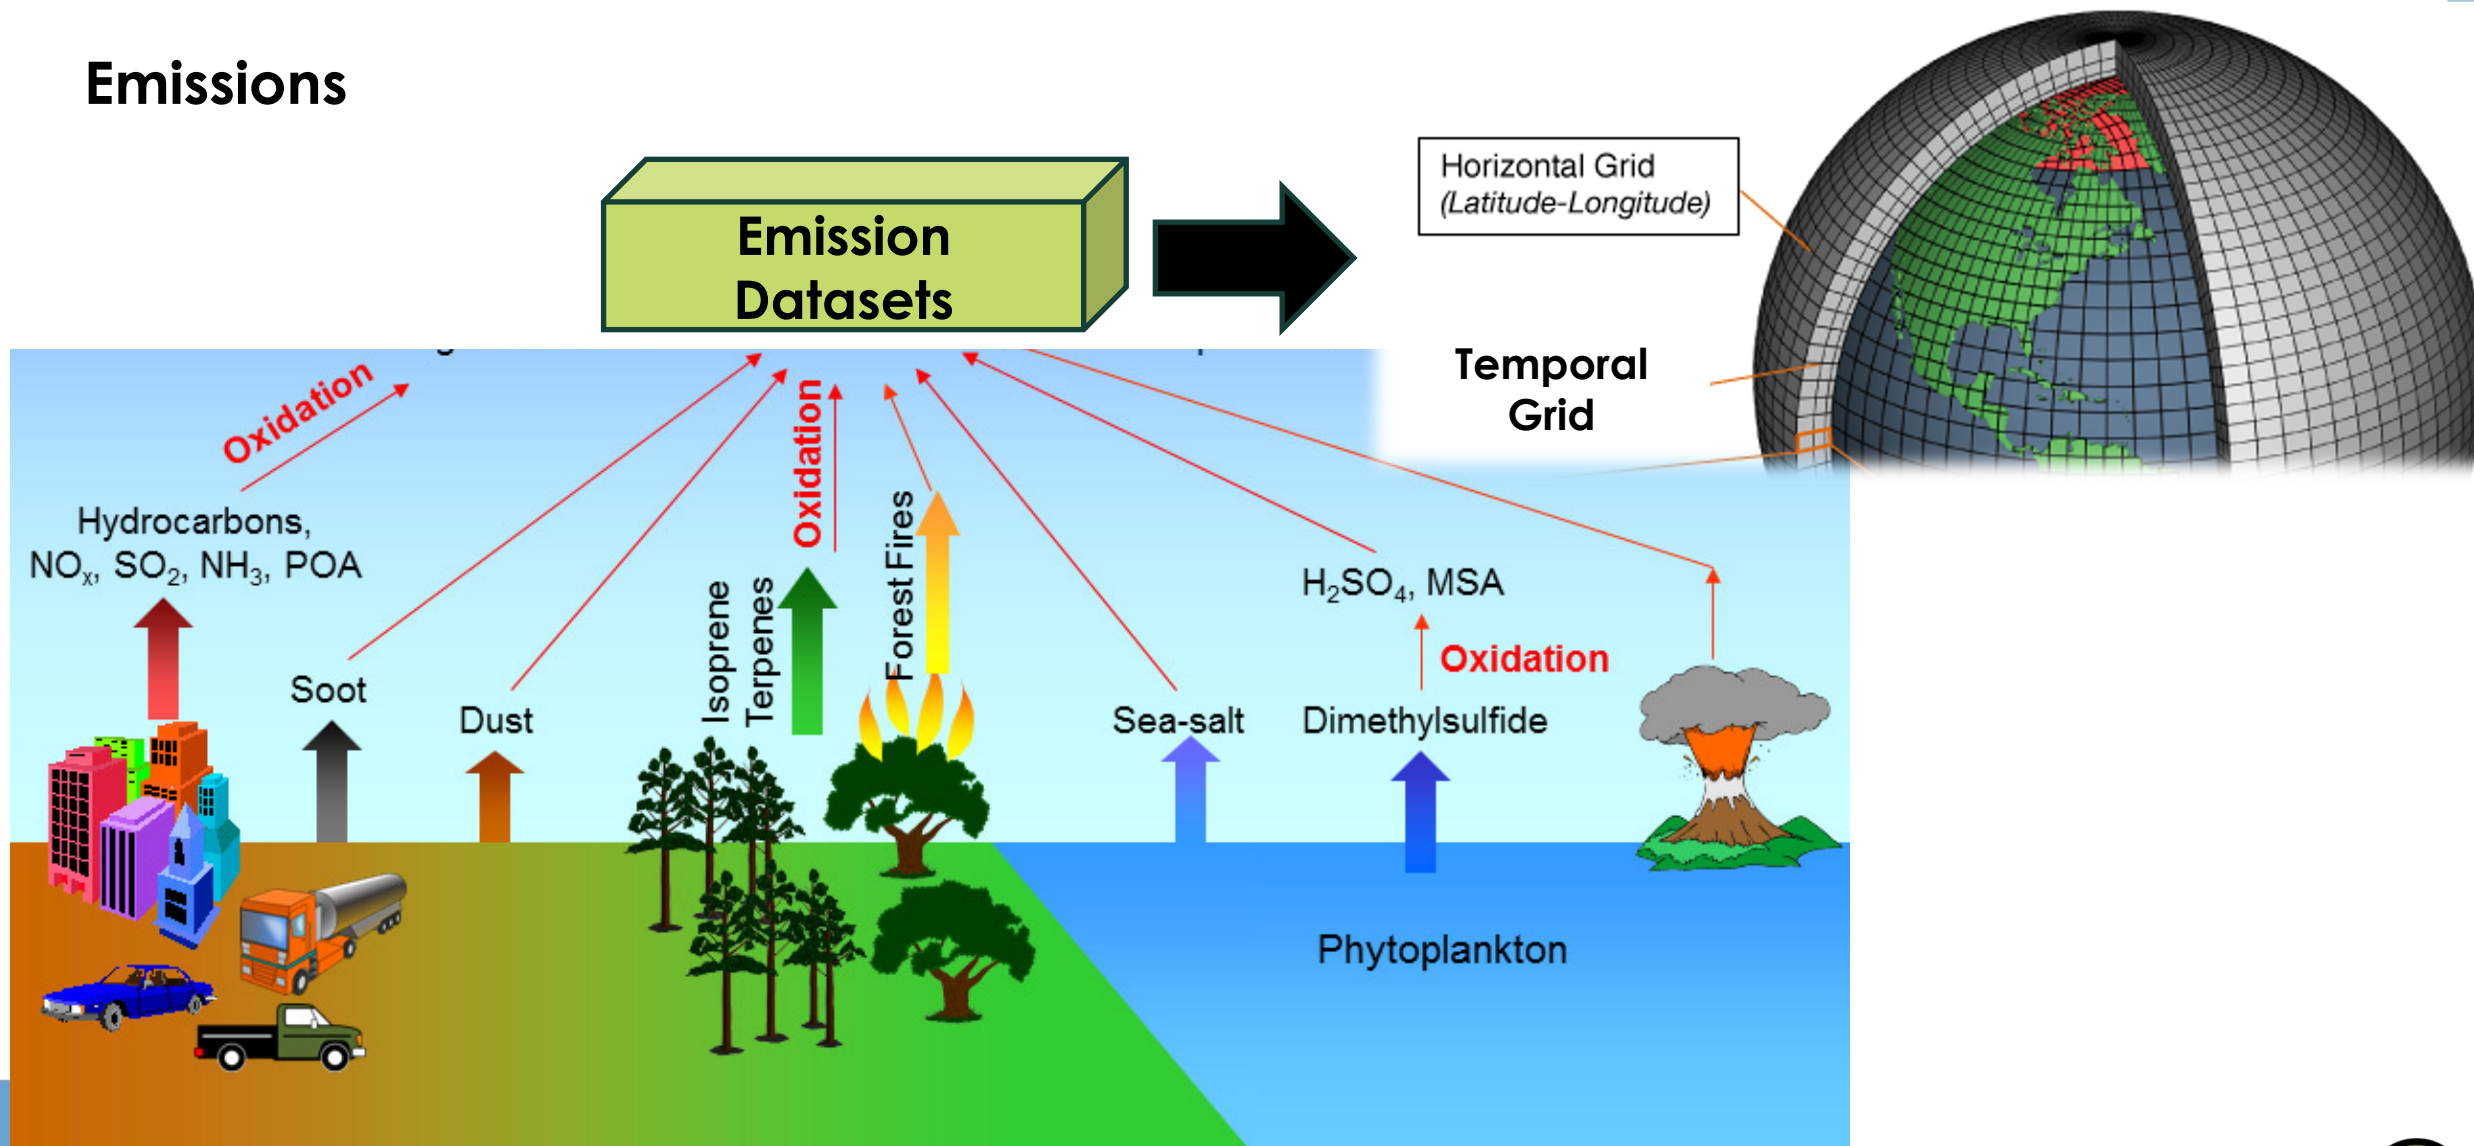 Emissions
Emission
Datasets
Horizontal Grid
(Latitude-Longitude)
Temporal
Grid
Oxidation
Oxidation
Hydrocarbons,
NOx, SO2, NH3, POA
Soot
Dust
Isoprene
Terpenes
Forest Fires
Sea-salt
H2SO4, MSA
Oxidation
Dimethylsulfide
Phytoplankton